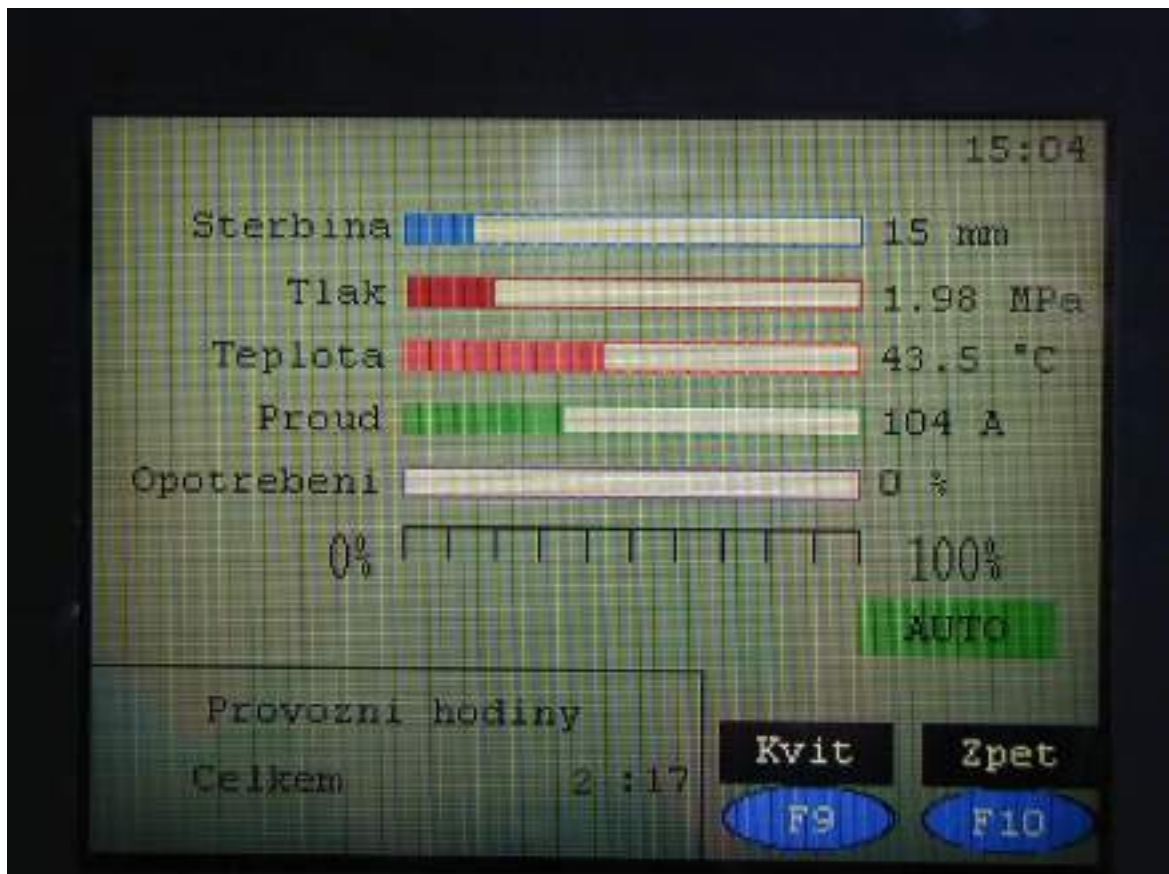 15:04
Sterbina 15 mm
Tlak 1.98 MPa
Teplota 43.5 °C
Proud 104 A
Opotrebeni 0 %
0% 100%
AUTO
Provozni hodiny
Celkem 2 :17
Kvit Zpet
F9 F10